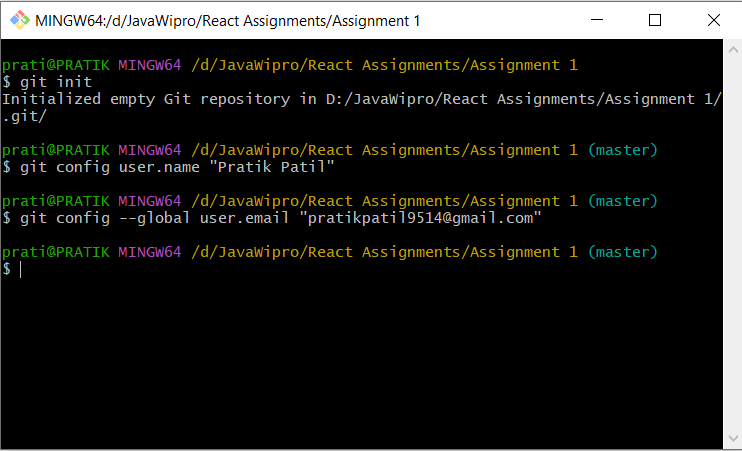 MINGW64:/d/JavaWipro/React Assignments/Assignment 1
prati@PRATIK MINGW64 /d/JavaWipro/React Assignments/Assignment 1
$ git init
Initialized empty Git repository in D:/JavaWipro/React Assignments/Assignment 1/
.git/
prati@PRATIK MINGW64 /d/JavaWipro/React Assignments/Assignment 1 (master)
$ git config user.name "Pratik Patil"
prati@PRATIK MINGW64 /d/JavaWipro/React Assignments/Assignment 1 (master)
$ git config --global user.email "pratikpatil9514@gmail.com"
prati@PRATIK MINGW64 /d/JavaWipro/React Assignments/Assignment 1 (master)
$